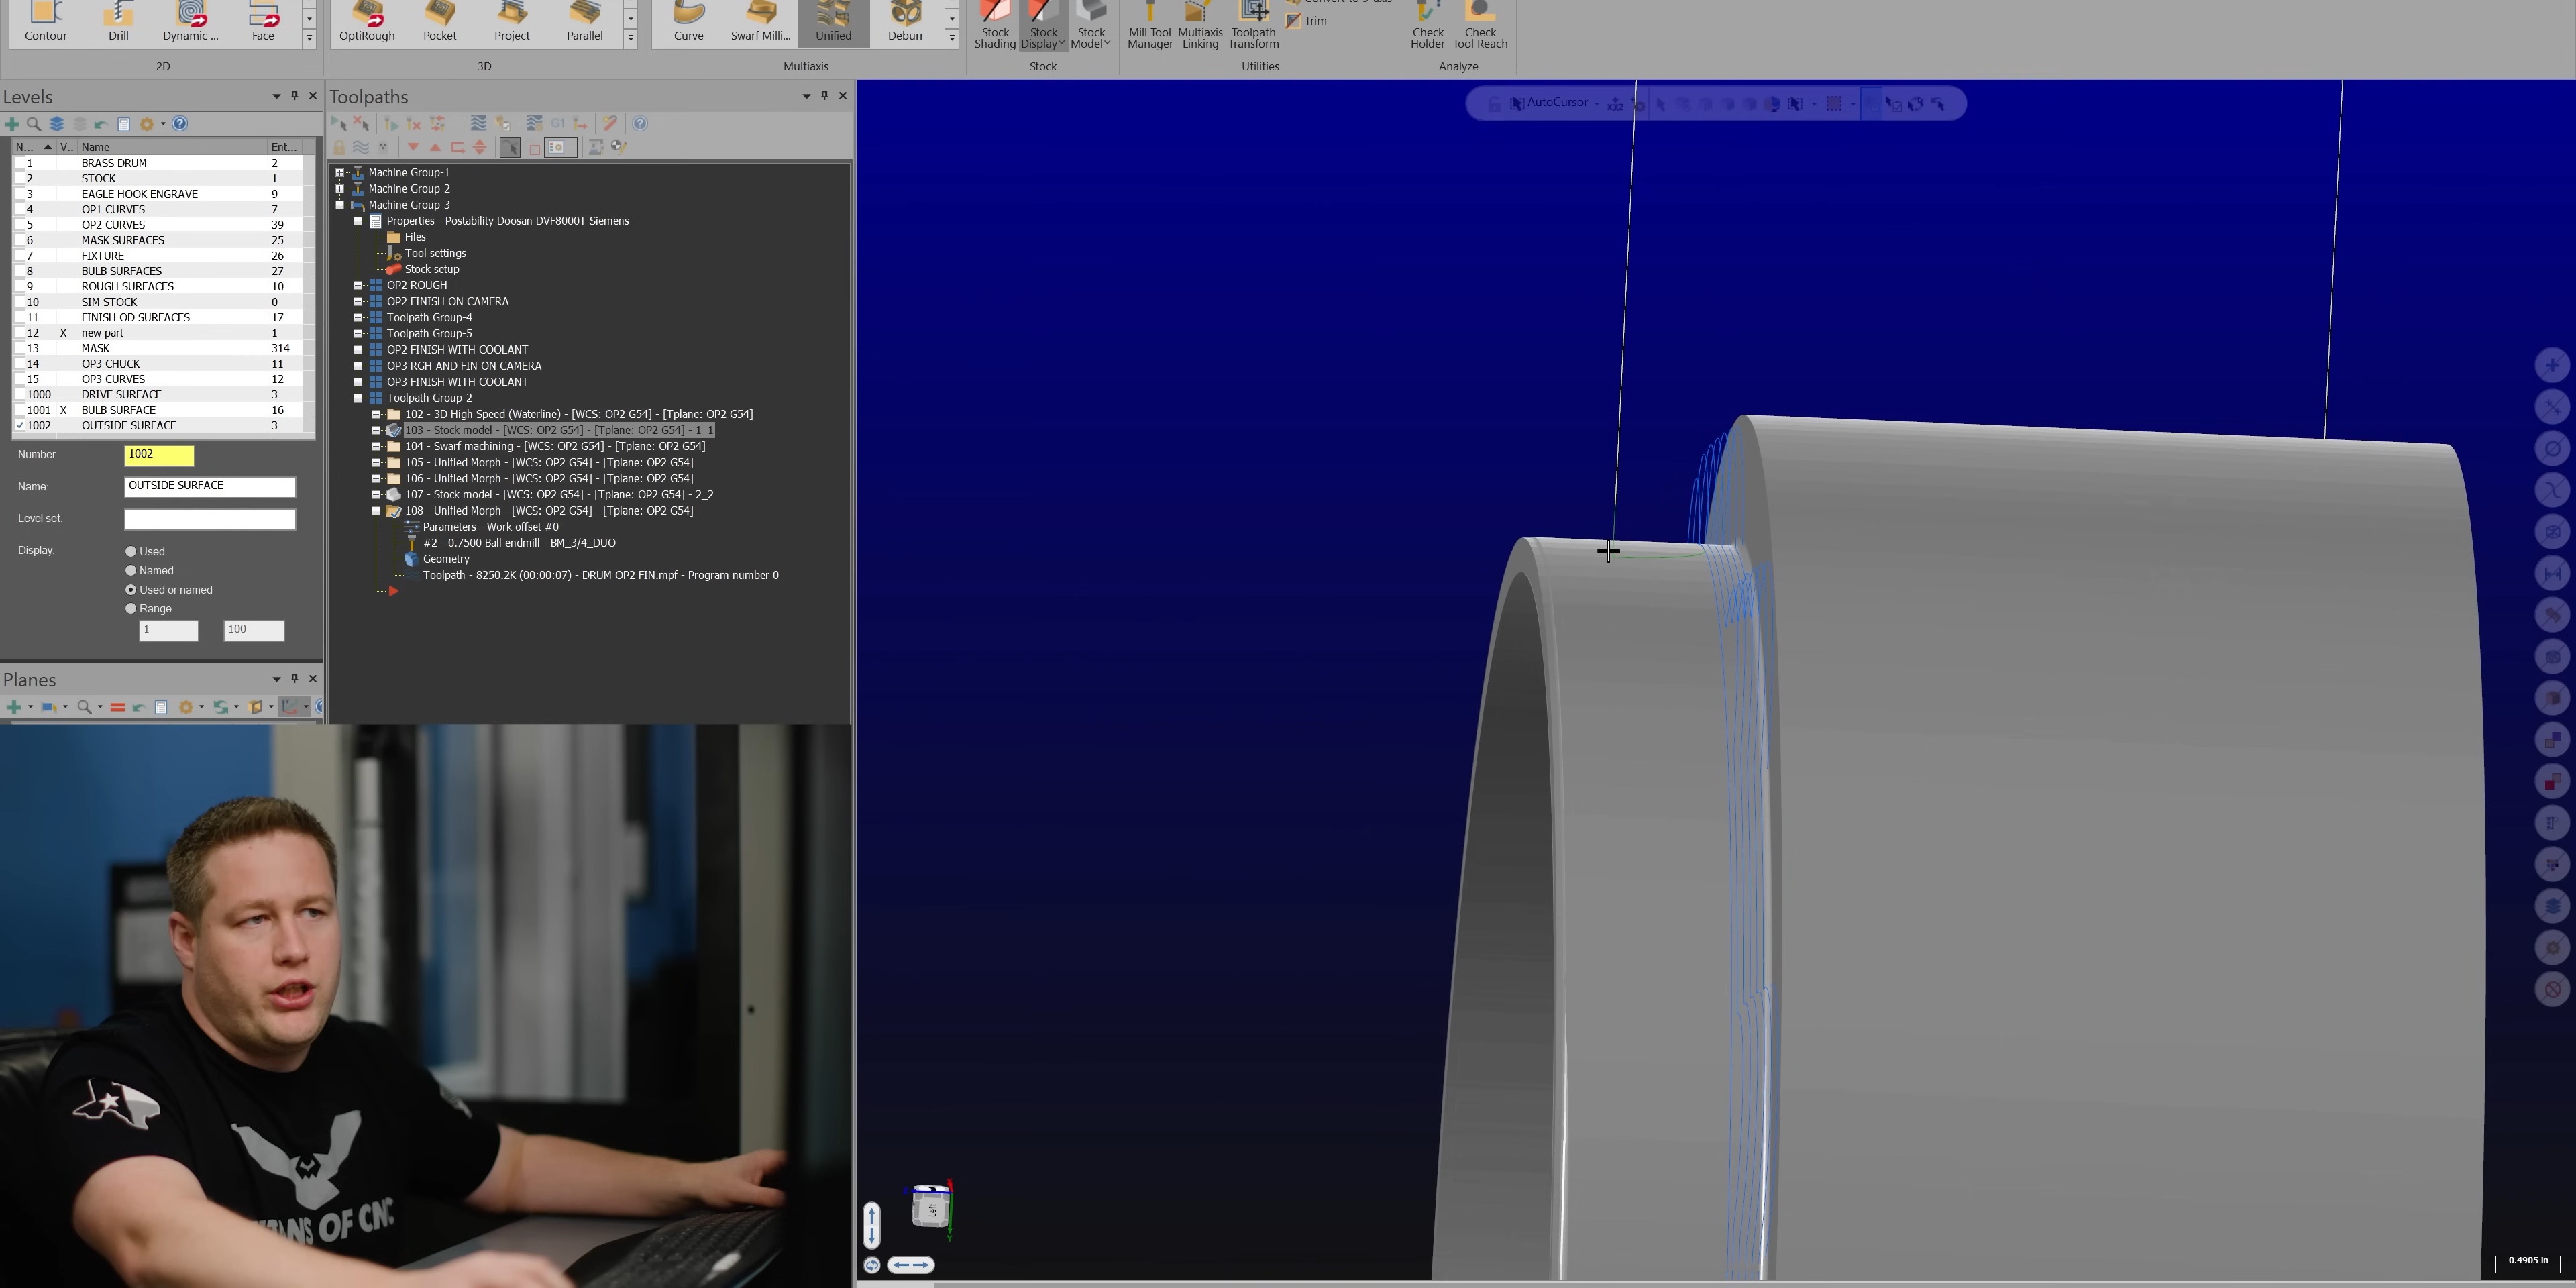 Contour
Drill
Dynamic ...
Face
OptiRough
Pocket
Project
Parallel
Curve
Swarf Milli...
Unified
Deburr
Stock Shading
Stock Display
Stock Model
Mill Tool Manager
Multiaxis Linking
Toolpath Transform
Trim
Check Holder
Check Tool Reach
2D
3D
Multiaxis
Stock
Utilities
Analyze
Levels
N...
V..
Name
Ent...
1 BRASS DRUM 2
2 STOCK 1
3 EAGLE HOOK ENGRAVE 9
4 OP1 CURVES 7
5 OP2 CURVES 39
6 MASK SURFACES 25
7 FIXTURE 26
8 BULB SURFACES 27
9 ROUGH SURFACES 10
10 SIM STOCK 0
11 FINISH OD SURFACES 17
12 X new part 1
13 MASK 314
14 OP3 CHUCK 11
15 OP3 CURVES 12
1000 DRIVE SURFACE 3
1001 X BULB SURFACE 16
1002 OUTSIDE SURFACE 3
Number: 1002
Name: OUTSIDE SURFACE
Level set:
Display:
Used
Named
Used or named
Range
1 100
Planes
Toolpaths
G1
Machine Group-1
Machine Group-2
Machine Group-3
Properties - Postability Doosan DVF8000T Siemens
Files
Tool settings
Stock setup
OP2 ROUGH
OP2 FINISH ON CAMERA
Toolpath Group-4
Toolpath Group-5
OP2 FINISH WITH COOLANT
OP3 RGH AND FIN ON CAMERA
OP3 FINISH WITH COOLANT
Toolpath Group-2
102 - 3D High Speed (Waterline) - [WCS: OP2 G54] - [Tplane: OP2 G54]
103 - Stock model - [WCS: OP2 G54] - [Tplane: OP2 G54] - 1_1
104 - Swarf machining - [WCS: OP2 G54] - [Tplane: OP2 G54]
105 - Unified Morph - [WCS: OP2 G54] - [Tplane: OP2 G54]
106 - Unified Morph - [WCS: OP2 G54] - [Tplane: OP2 G54]
107 - Stock model - [WCS: OP2 G54] - [Tplane: OP2 G54] - 2_2
108 - Unified Morph - [WCS: OP2 G54] - [Tplane: OP2 G54]
Parameters - Work offset #0
#2 - 0.7500 Ball endmill - BM_3/4_DUO
Geometry
Toolpath - 8250.2K (00:00:07) - DRUM OP2 FIN.mpf - Program number 0
AutoCursor
Left
Y
0.4905 in
OF CNC